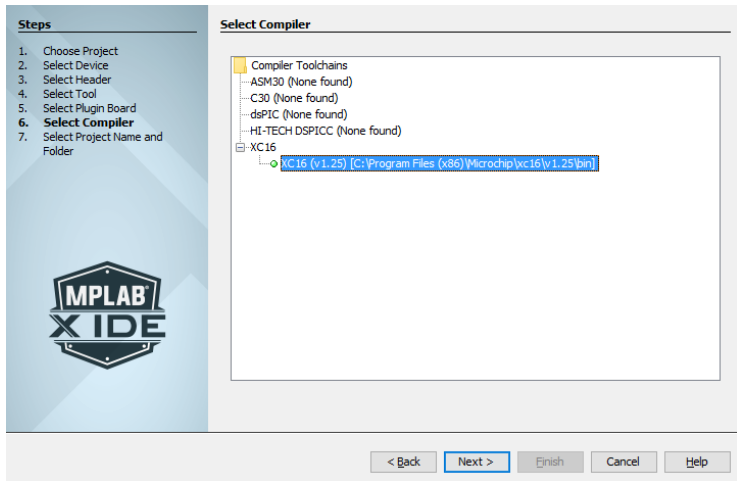 Steps
1. Choose Project
2. Select Device
3. Select Header
4. Select Tool
5. Select Plugin Board
6. Select Compiler
7. Select Project Name and
Folder
MPLAB
X IDE
Select Compiler
Compiler Toolchains
ASM30 (None found)
C30 (None found)
dsPIC (None found)
HI-TECH DSPICC (None found)
XC16
XC16 (v1.25) [C:\Program Files (x86)\Microchip\xc16\v1.25\bin]
< Back
Next >
Finish
Cancel
Help